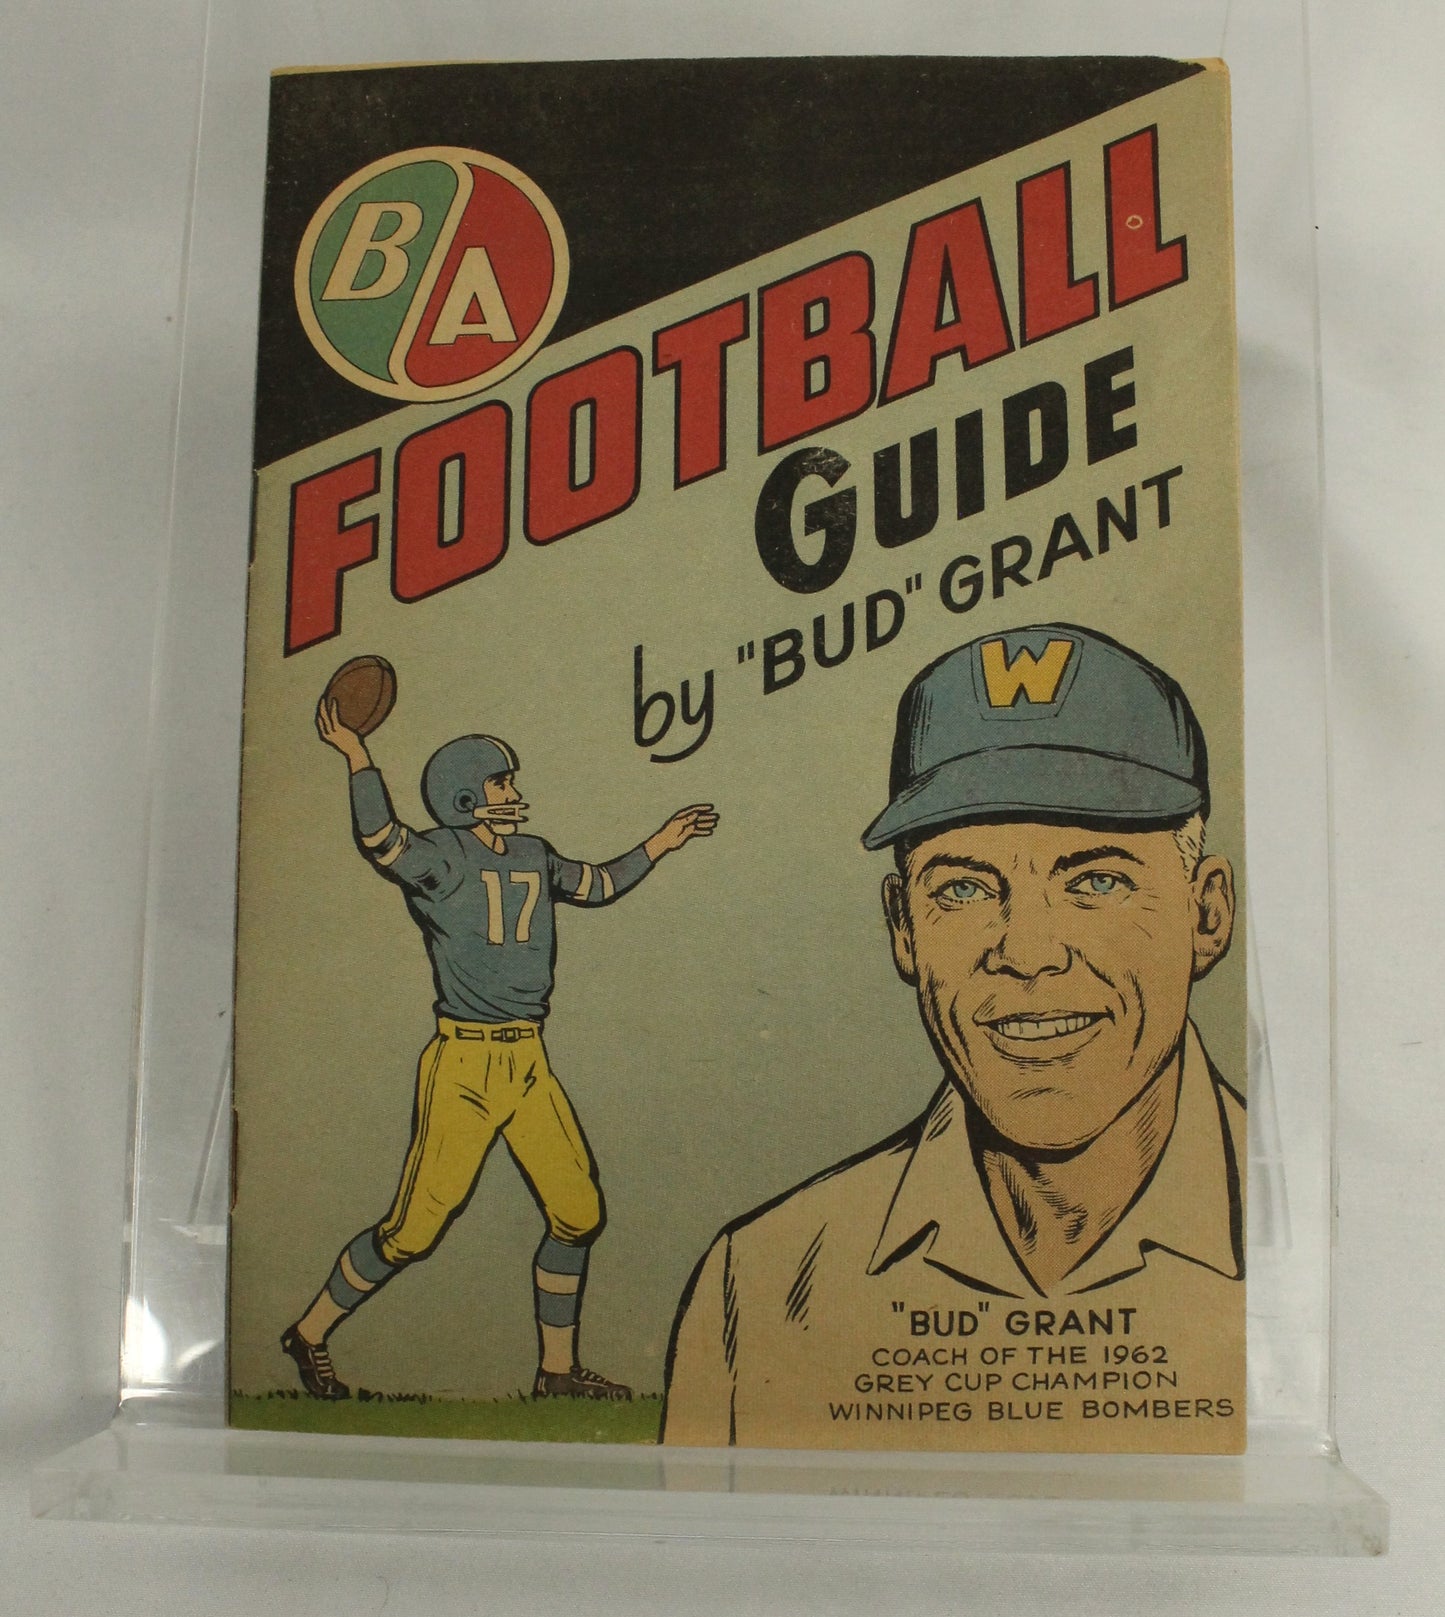 BA
FOOTBALL
GUIDE
by "BUD" GRANT
W
17
"BUD" GRANT
COACH OF THE 1962
GREY CUP CHAMPION
WINNIPEG BLUE BOMBERS